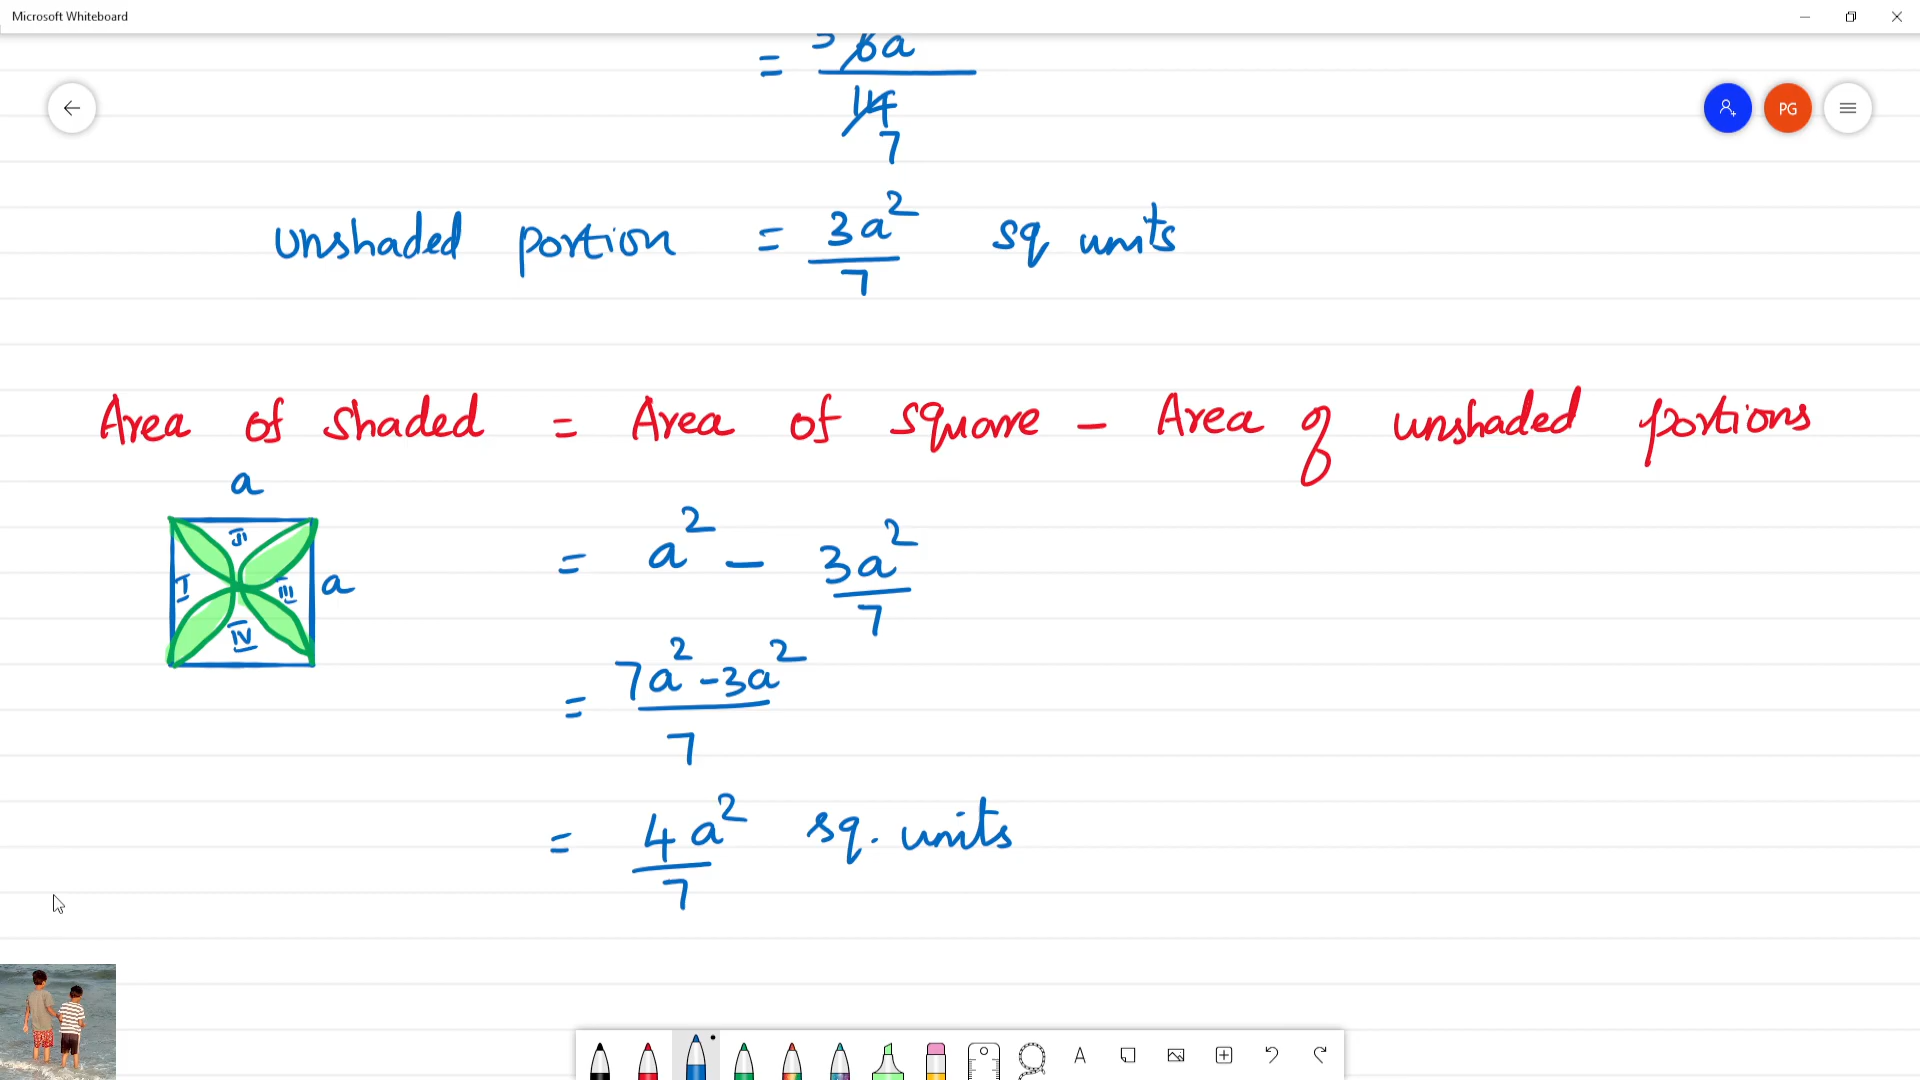 Microsoft Whiteboard
= 6a
14
7
PG
unshaded portion = 3a² sq units
7
Area of shaded = Area of square - Area of unshaded portions
a
= a² - 3a²
7
II
I III a
IV
= 7a² - 3a²
7
= 4a² sq. units
7
A